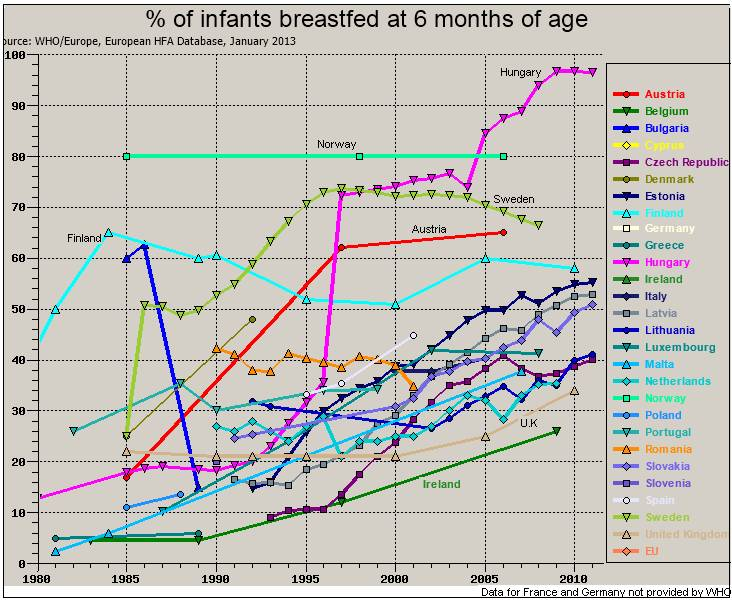 % of infants breastfed at 6 months of age
ource: WHO/Europe, European HFA Database, January 2013
100
90
80
70
60
50
40
30
20
10
0
1980
1985
1990
1995
2000
2005
2010
Hungary
Norway
Sweden
Austria
Finland
U.K
Ireland
Austria
Belgium
Bulgaria
Cyprus
Czech Republic
Denmark
Estonia
Finland
Germany
Greece
Hungary
Ireland
Italy
Latvia
Lithuania
Luxembourg
Malta
Netherlands
Norway
Poland
Portugal
Romania
Slovakia
Slovenia
Spain
Sweden
United Kingdom
EU
Data for France and Germany not provided by WHO